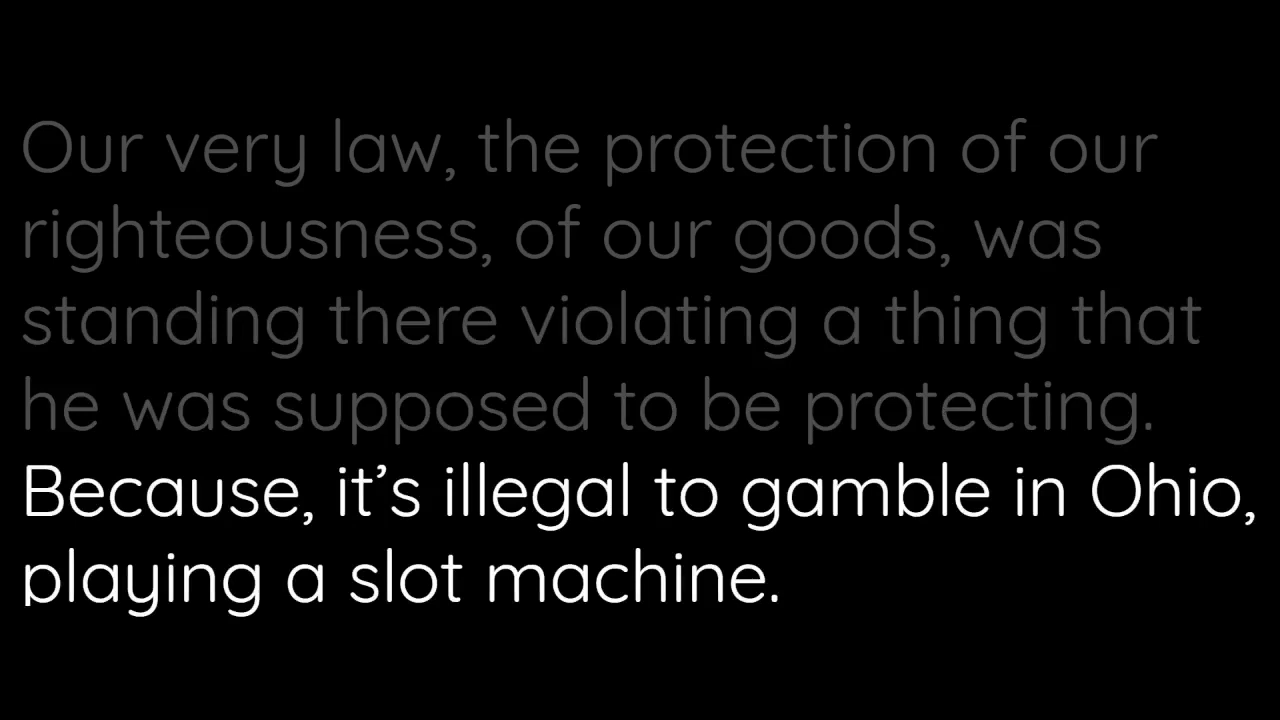 Our very law, the protection of our
righteousness, of our goods, was
standing there violating a thing that
he was supposed to be protecting.
Because, it’s illegal to gamble in Ohio,
playing a slot machine.